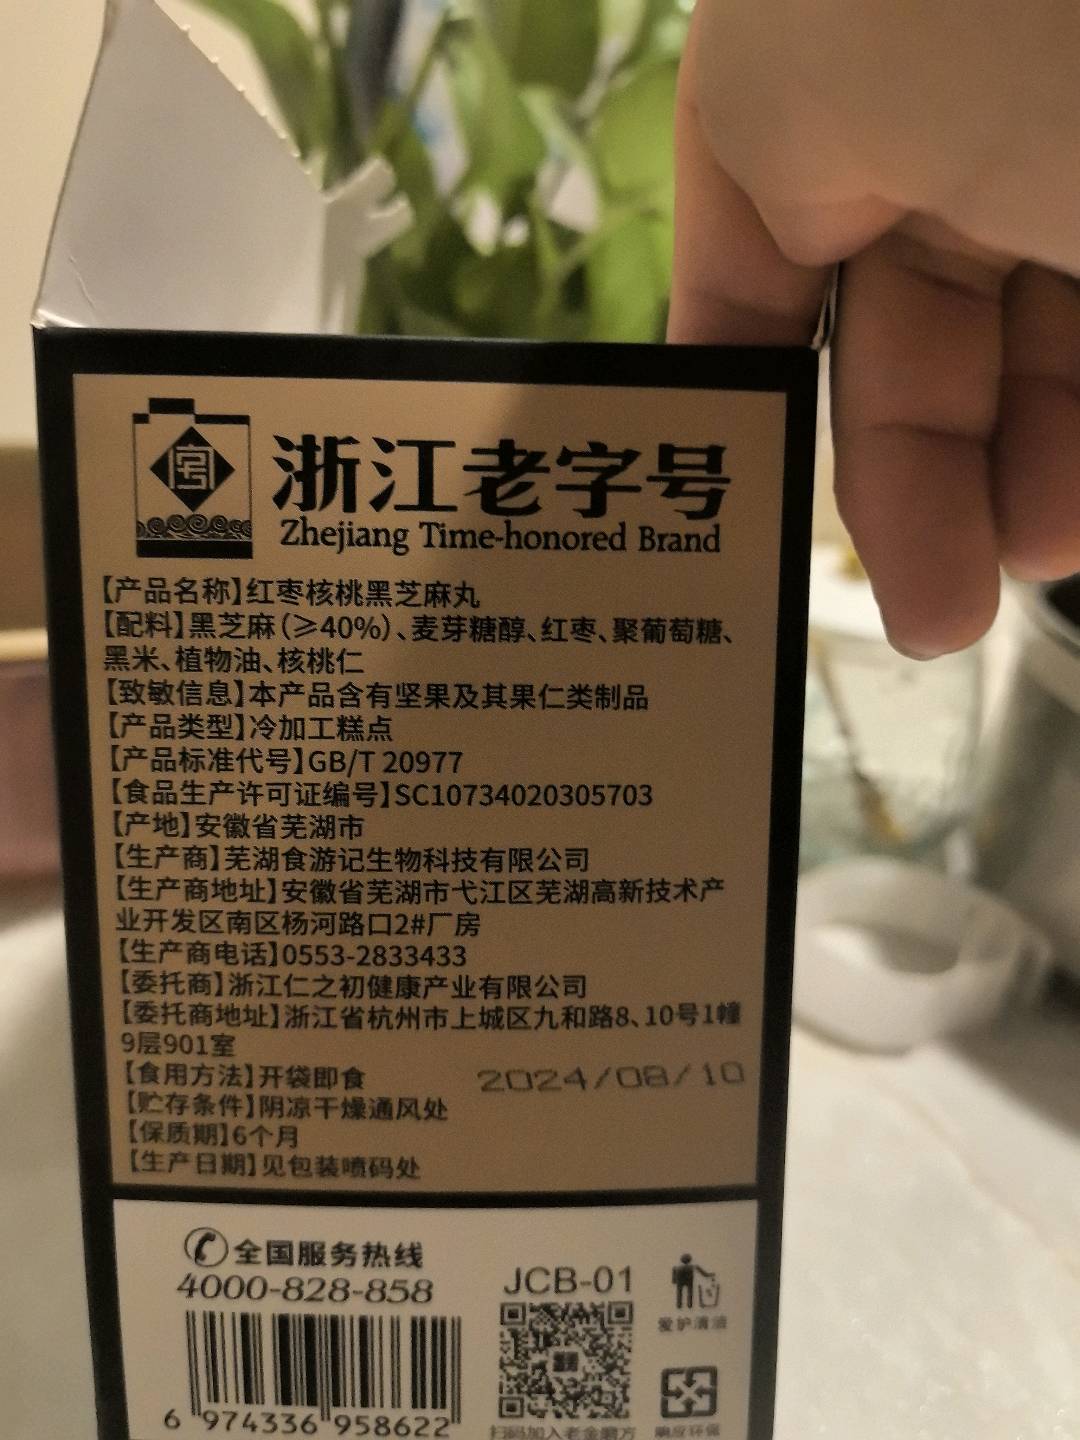 浙江老字号
Zhejiang Time-honored Brand
【产品名称】红枣核桃黑芝麻丸
【配料】黑芝麻(≥40%)、麦芽糖醇、红枣、聚葡萄糖、
黑米、植物油、核桃仁
【致敏信息】本产品含有坚果及其果仁类制品
【产品类型】冷加工糕点
【产品标准代号】GB/T 20977
【食品生产许可证编号】SC10734020305703
【产地】安徽省芜湖市
【生产商】芜湖食游记生物科技有限公司
【生产商地址】安徽省芜湖市弋江区芜湖高新技术产
业开发区南区杨河路口2#厂房
【生产商电话】0553-2833433
【委托商】浙江仁之初健康产业有限公司
【委托商地址】浙江省杭州市上城区九和路8、10号1幢
9层901室
【食用方法】开袋即食
2024/08/10
【贮存条件】阴凉干燥通风处
【保质期】6个月
【生产日期】见包装喷码处
全国服务热线
4000-828-858
JCB-01
爱护清洁
6 974336 958622
扫码加入老金磨方
响应环保